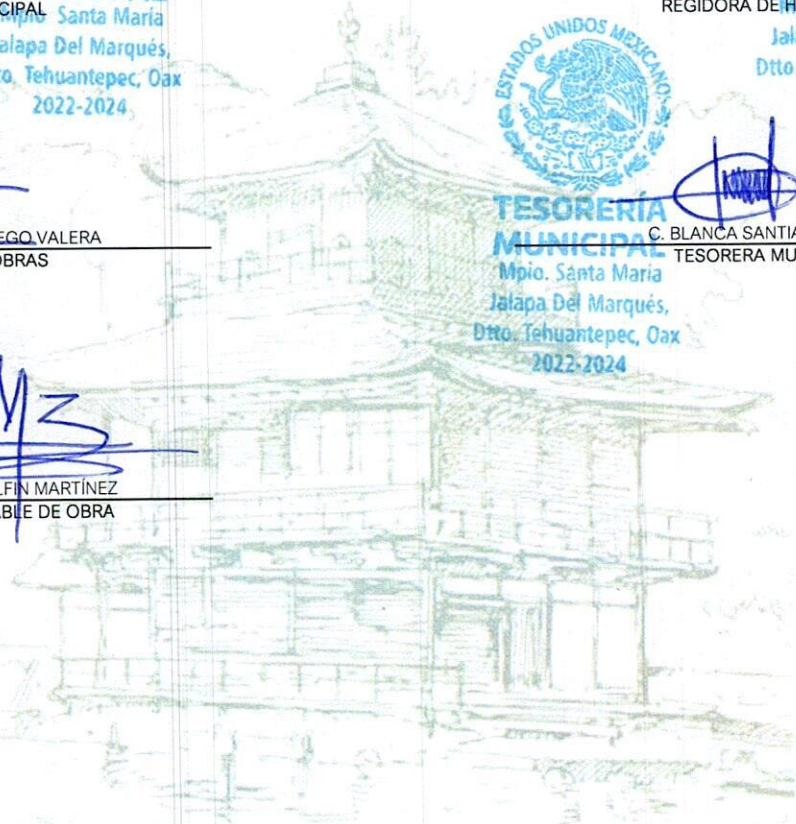 CIPAL
Mpio Santa María
alapa Del Marqués,
to. Tehuantepec, Oax
2022-2024
REGIDORA DE H
Jal
Dtto
ESTADOS UNIDOS MEXICANOS
EGO VALERA
OBRAS
TESORERÍA
MUNICIPAL
Mpio. Santa María
Jalapa Del Marqués,
Dtto. Tehuantepec, Oax
2022-2024
C. BLANCA SANTIA
TESORERA MU
LFIN MARTÍNEZ
BLE DE OBRA